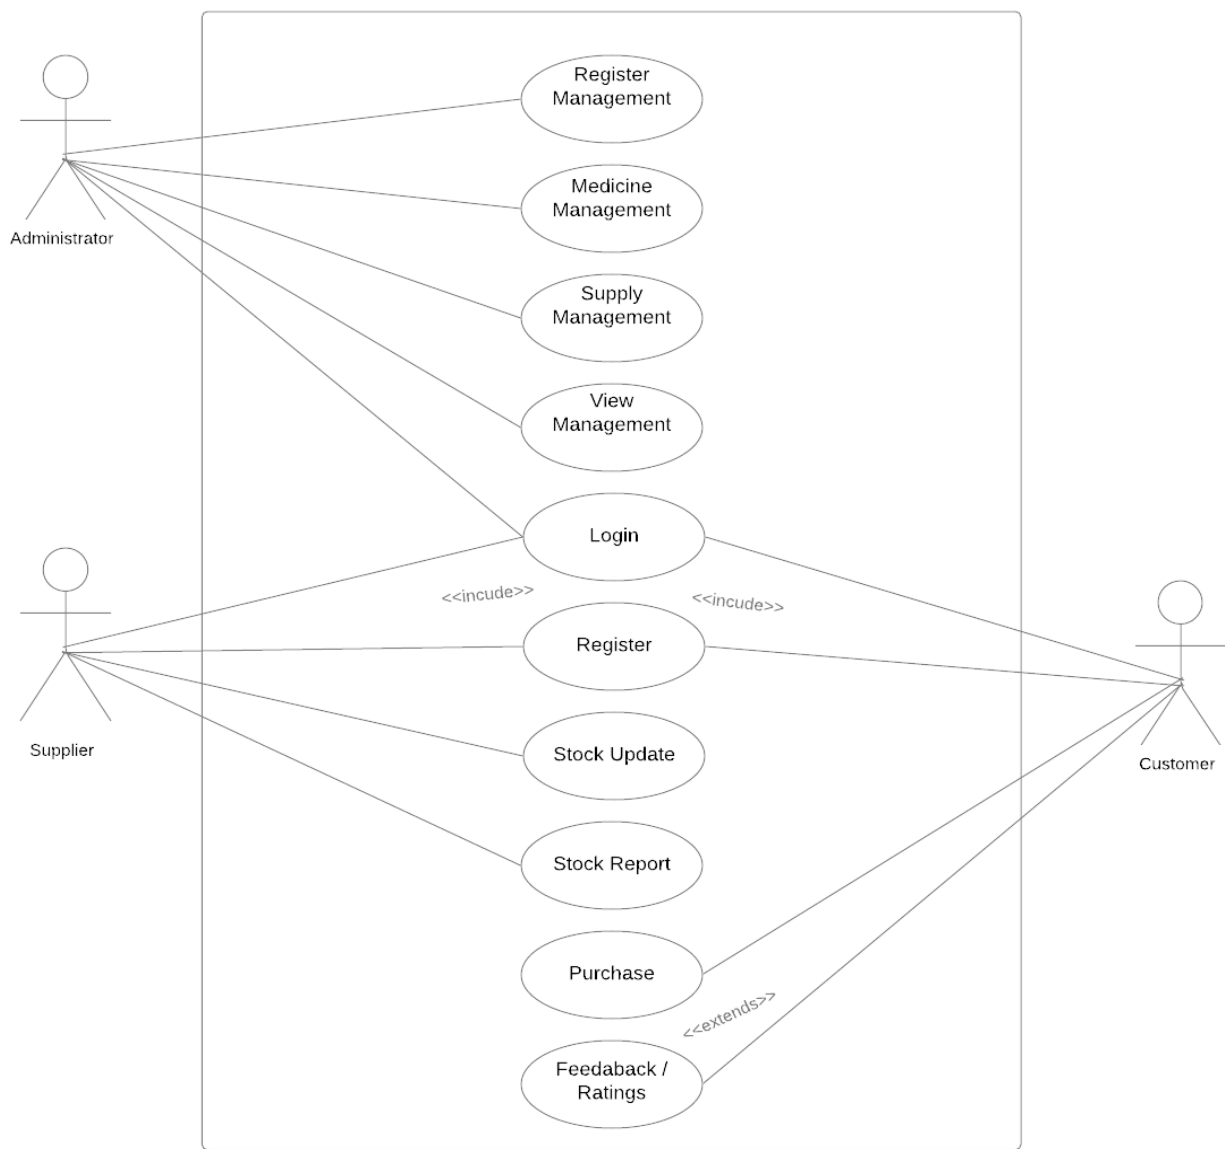 Register
Management
Medicine
Management
Administrator
Supply
Management
View
Management
Login
<<incude>>
<<incude>>
Register
Supplier
Stock Update
Customer
Stock Report
Purchase
<<extends>>
Feedaback /
Ratings